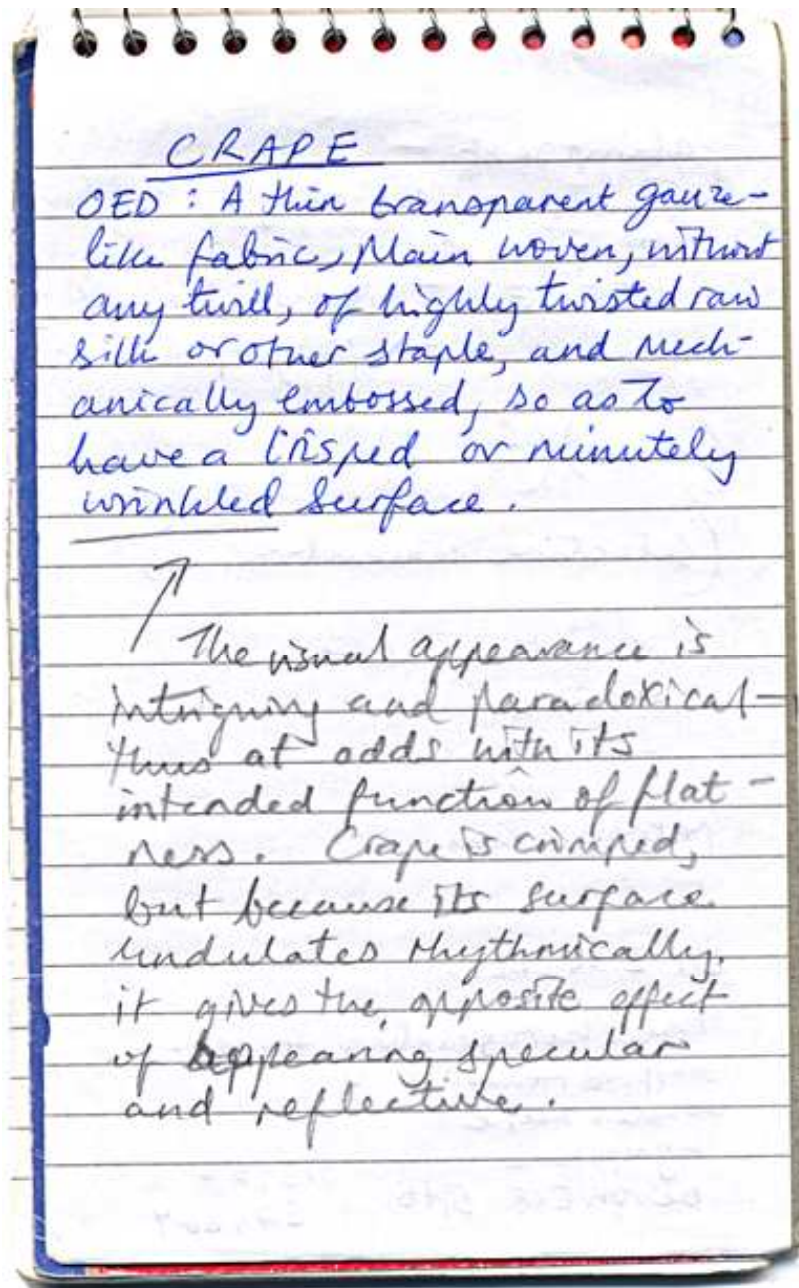 CRAPE
OED : A thin transparent gauze-
like fabric, plain woven, without
any twill, of highly twisted raw
silk or other staple, and mech-
anically embossed, so as to
have a crisped or minutely
wrinkled surface.
The visual appearance is
intriguing and paradoxical -
thus at odds with its
intended function of flat-
ness. Crape is crimped,
but because its surface
undulates rhythmically,
it gives the opposite effect
of appearing specular
and reflective.